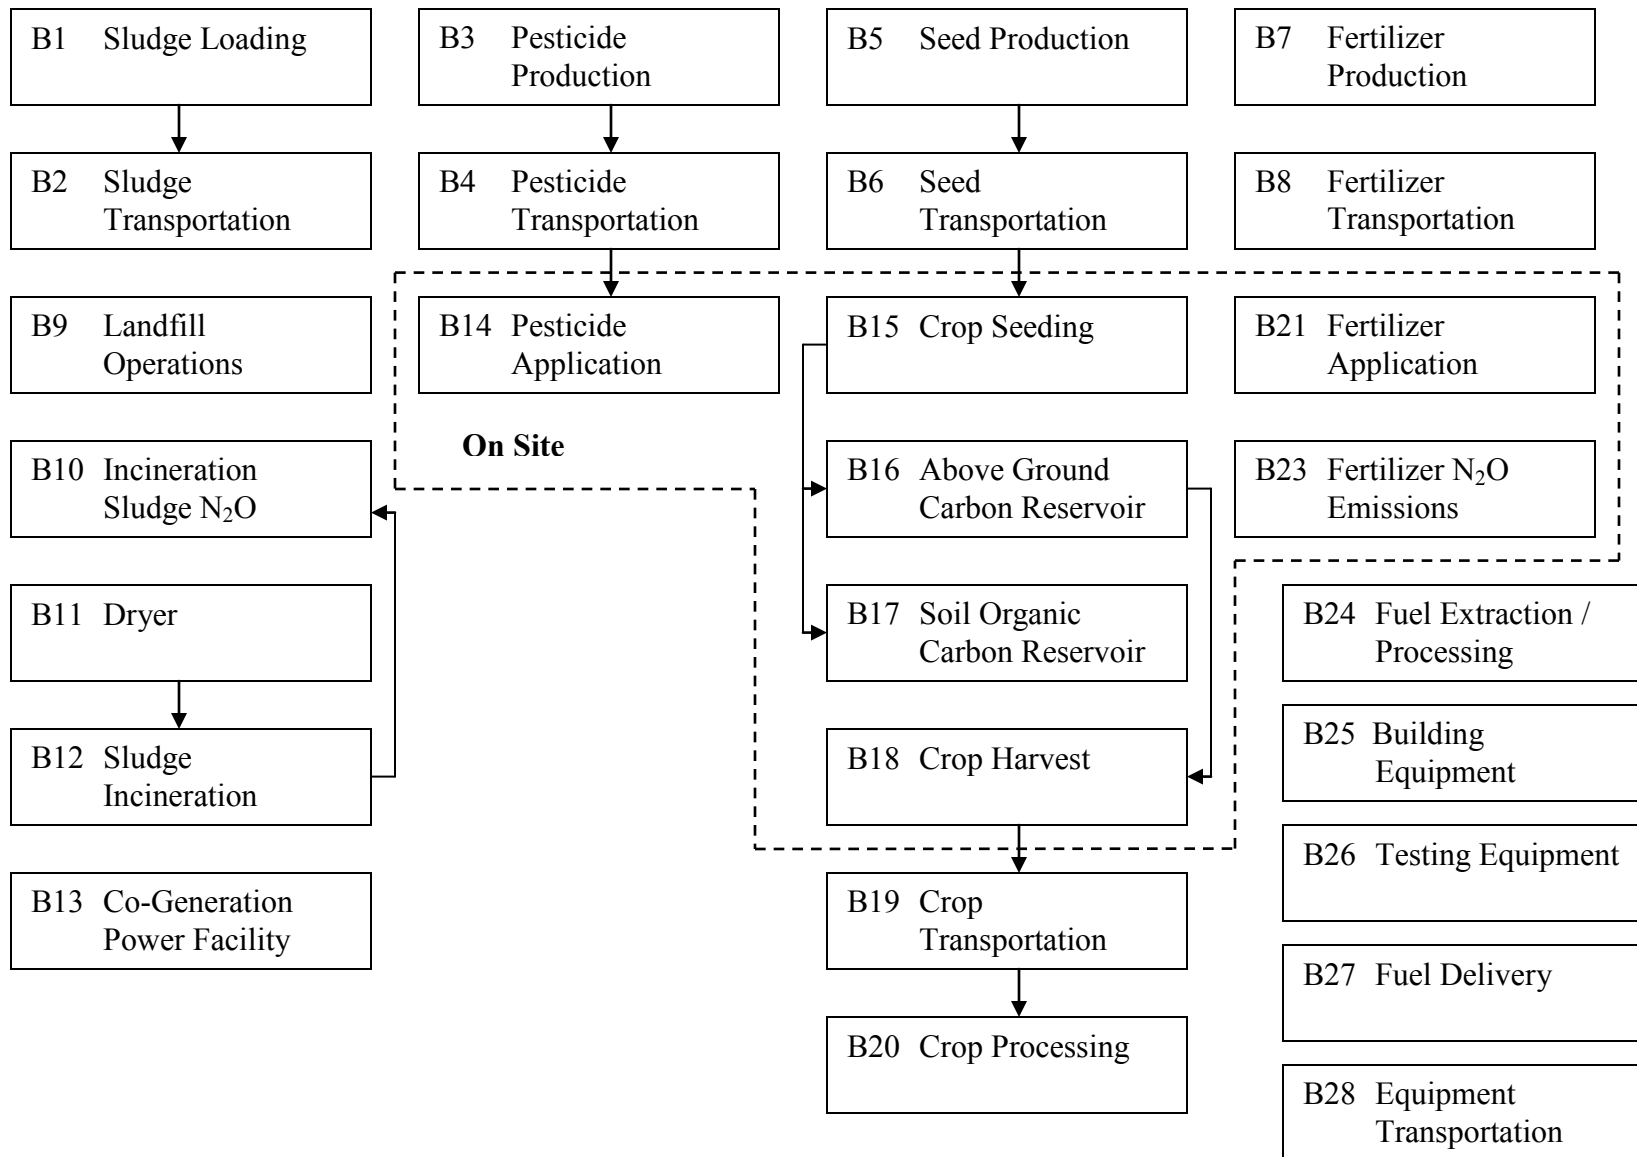 B1 Sludge Loading
B3 Pesticide
Production
B5 Seed Production
B7 Fertilizer
Production
B2 Sludge
Transportation
B4 Pesticide
Transportation
B6 Seed
Transportation
B8 Fertilizer
Transportation
B9 Landfill
Operations
B14 Pesticide
Application
B15 Crop Seeding
B21 Fertilizer
Application
On Site
B10 Incineration
Sludge N₂O
B16 Above Ground
Carbon Reservoir
B23 Fertilizer N₂O
Emissions
B11 Dryer
B17 Soil Organic
Carbon Reservoir
B24 Fuel Extraction /
Processing
B12 Sludge
Incineration
B18 Crop Harvest
B25 Building
Equipment
B26 Testing Equipment
B13 Co-Generation
Power Facility
B19 Crop
Transportation
B27 Fuel Delivery
B20 Crop Processing
B28 Equipment
Transportation